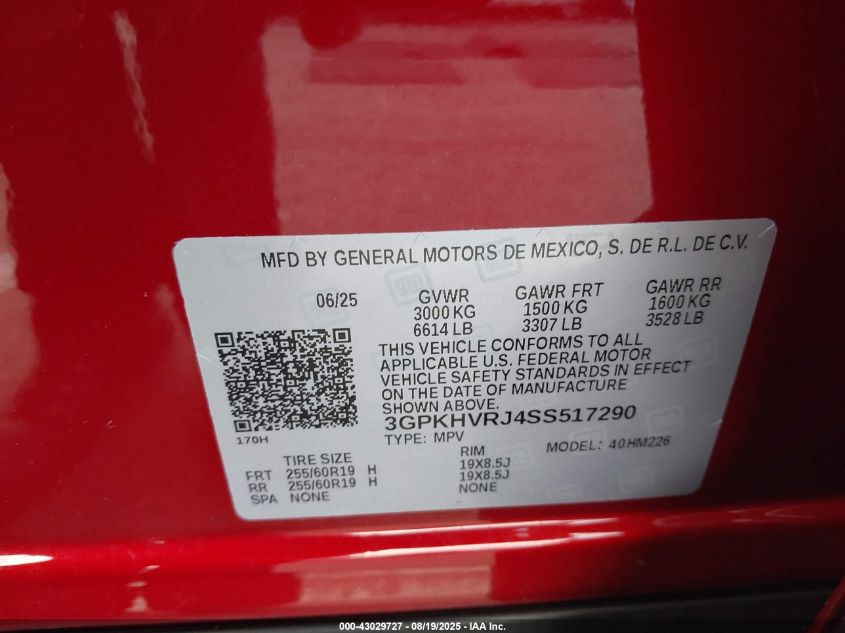 MFD BY GENERAL MOTORS DE MEXICO, S. DE R.L. DE C.V.
06/25 GVWR GAWR FRT GAWR RR
3000 KG 1500 KG 1600 KG
6614 LB 3307 LB 3528 LB
THIS VEHICLE CONFORMS TO ALL
APPLICABLE U.S. FEDERAL MOTOR
VEHICLE SAFETY STANDARDS IN EFFECT
ON THE DATE OF MANUFACTURE
SHOWN ABOVE.
3GPKHVRJ4SS517290
170H TYPE: MPV MODEL: 40HM226
TIRE SIZE RIM
FRT 255/60R19 H 19X8.5J
RR 255/60R19 H 19X8.5J
SPA NONE NONE
000-43029727 - 08/19/2025 - IAA Inc.